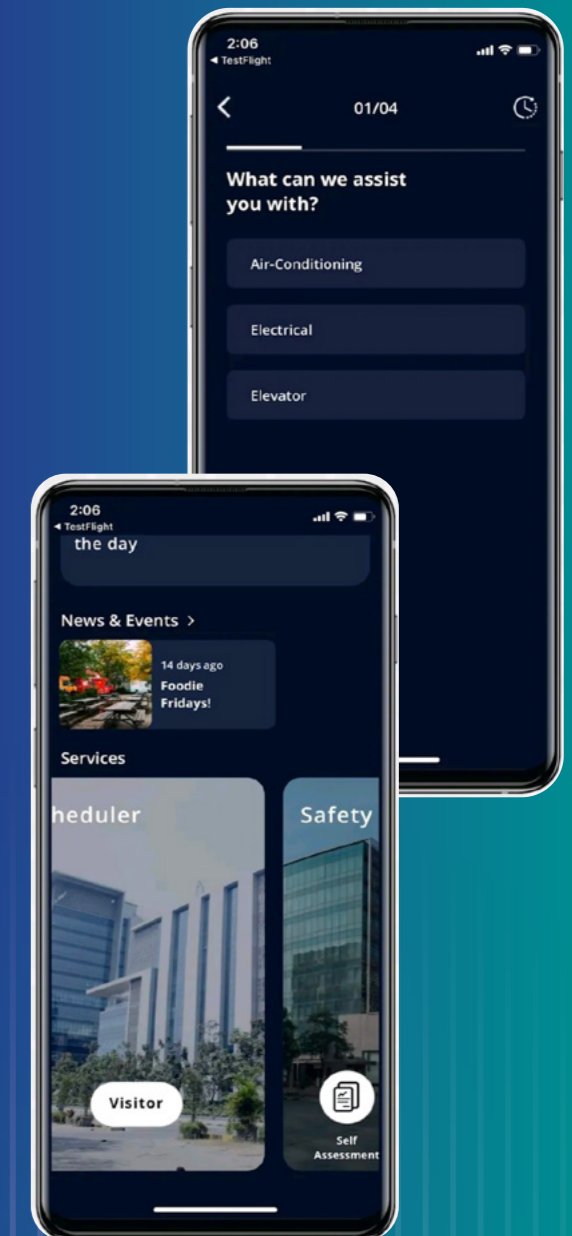 2:06
◄ TestFlight
01/04
What can we assist
you with?
Air-Conditioning
Electrical
Elevator
2:06
◄ TestFlight
the day
News & Events >
14 days ago
Foodie
Fridays!
Services
heduler
Safety
Visitor
Self
Assessment